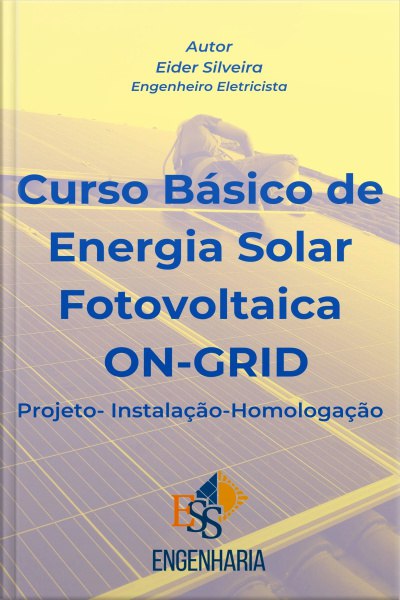 Autor
Eider Silveira
Engenheiro Eletricista
Curso Básico de
Energia Solar
Fotovoltaica
ON-GRID
Projeto- Instalação-Homologação
ESS
ENGENHARIA